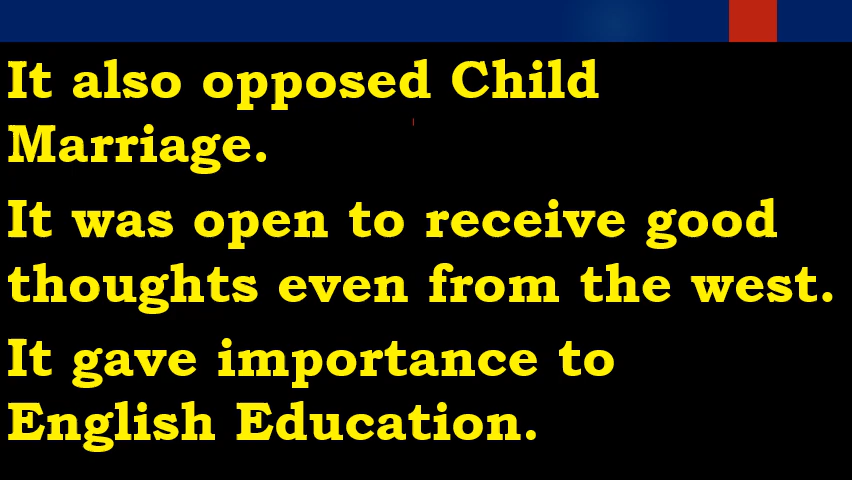 It also opposed Child
Marriage.
It was open to receive good
thoughts even from the west.
It gave importance to
English Education.